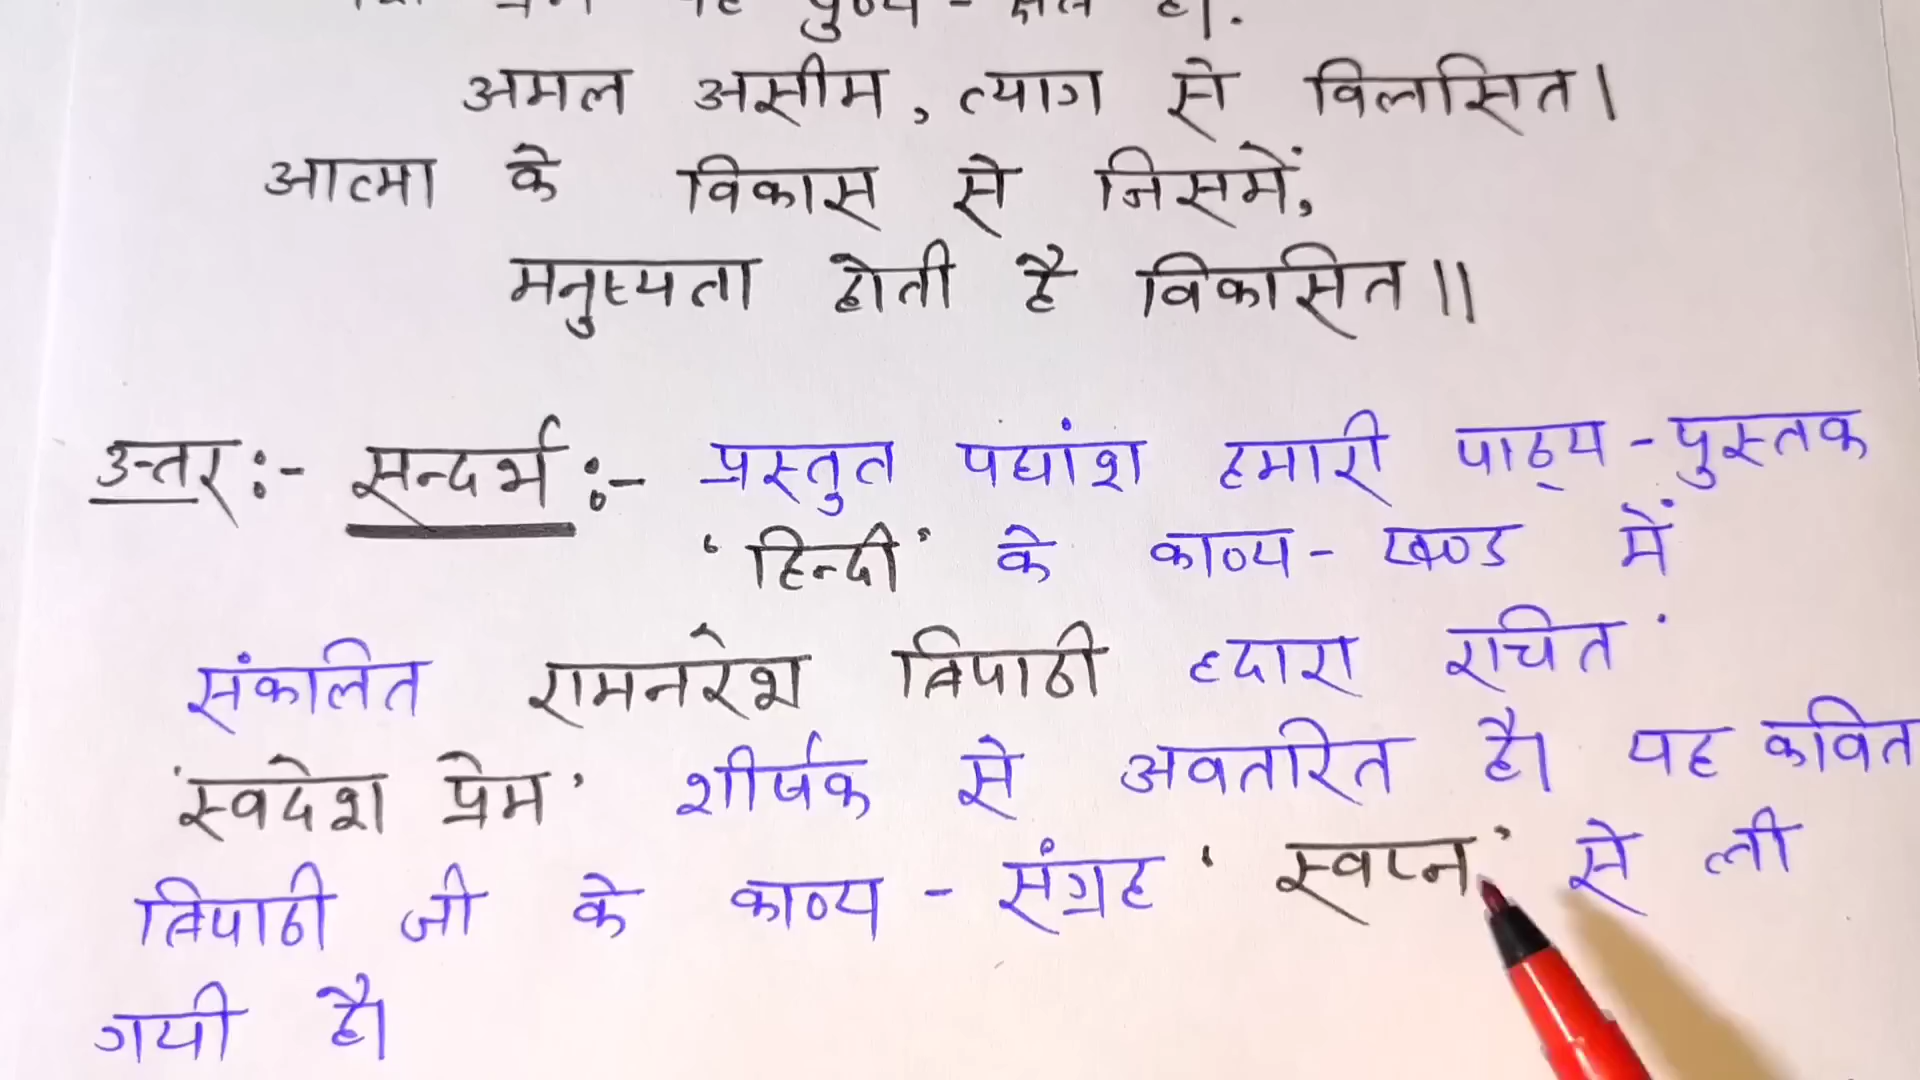 पुण्य - क्षेत्र है।.
अमल असीम, त्याग से विलसित।
आत्मा के विकास से जिसमें,
मनुष्यता होती है विकसित॥
उत्तर:- सन्दर्भ:- प्रस्तुत पद्यांश हमारी पाठ्य-पुस्तक
'हिन्दी' के काव्य-खण्ड में
संकलित रामनरेश त्रिपाठी द्वारा रचित
'स्वदेश प्रेम' शीर्षक से अवतरित है। यह कवित
त्रिपाठी जी के काव्य-संग्रह 'स्वप्न' से ली
गयी है।